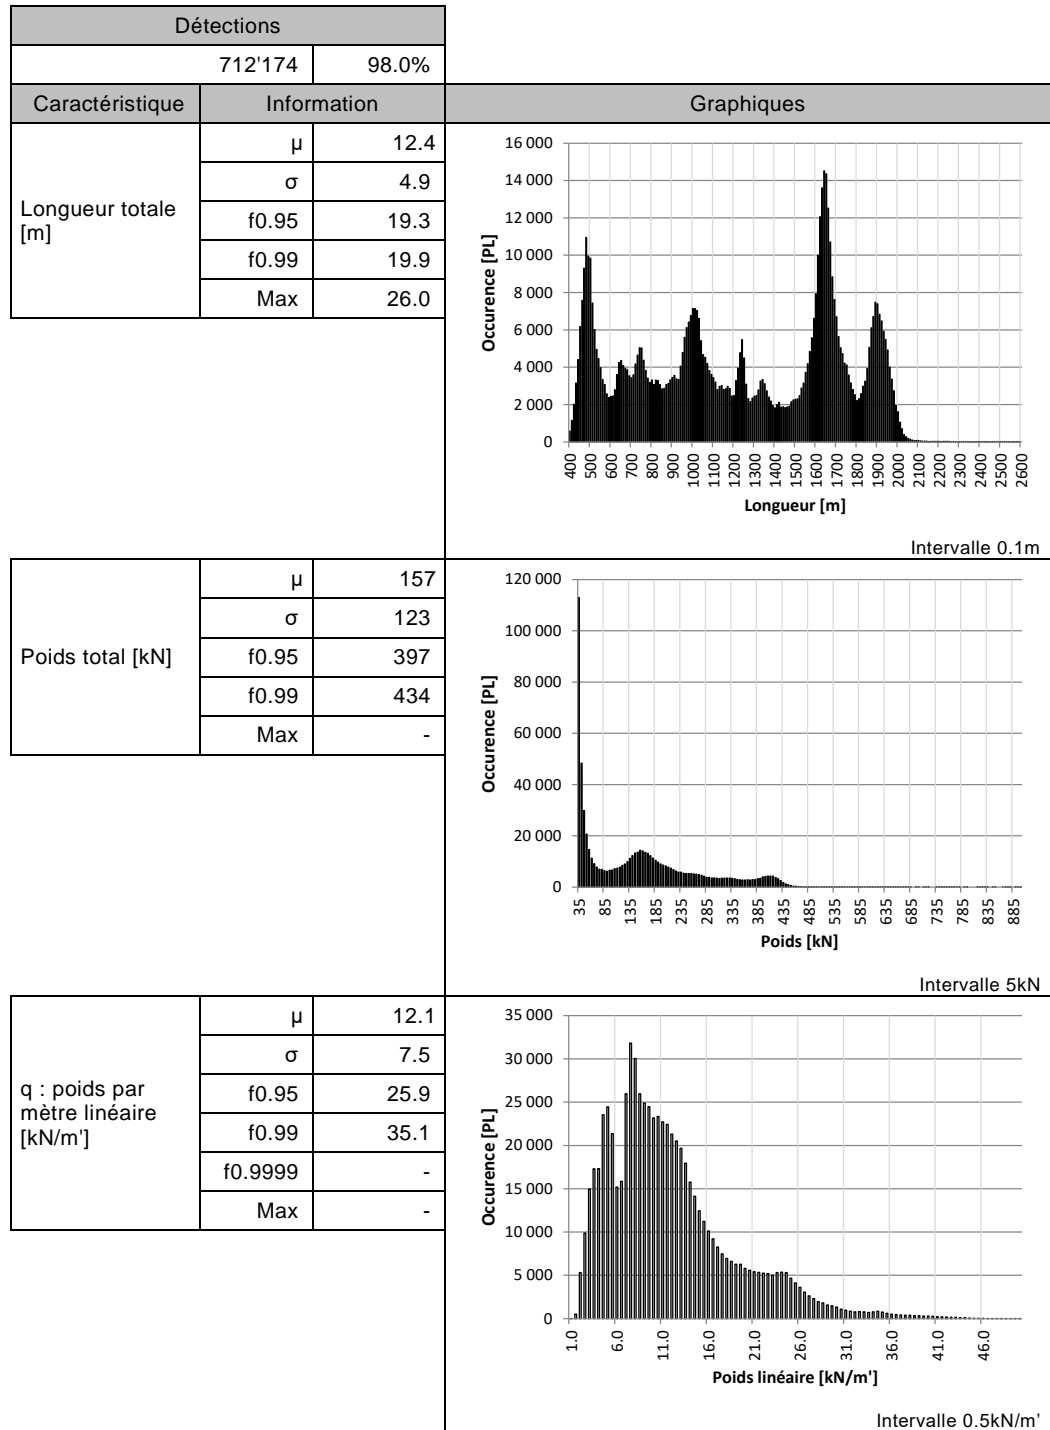 Détections
712'174 98.0%
Caractéristique Information Graphiques
Longueur totale [m]
µ 12.4
σ 4.9
f0.95 19.3
f0.99 19.9
Max 26.0
16 000
14 000
12 000
10 000
8 000
6 000
4 000
2 000
0
Occurence [PL]
400 500 600 700 800 900 1000 1100 1200 1300 1400 1500 1600 1700 1800 1900 2000 2100 2200 2300 2400 2500 2600
Longueur [m]
Intervalle 0.1m
Poids total [kN]
µ 157
σ 123
f0.95 397
f0.99 434
Max -
120 000
100 000
80 000
60 000
40 000
20 000
0
Occurence [PL]
35 85 135 185 235 285 335 385 435 485 535 585 635 685 735 785 835 885
Poids [kN]
Intervalle 5kN
q : poids par
mètre linéaire
[kN/m']
µ 12.1
σ 7.5
f0.95 25.9
f0.99 35.1
f0.9999 -
Max -
35 000
30 000
25 000
20 000
15 000
10 000
5 000
0
Occurence [PL]
1.0 6.0 11.0 16.0 21.0 26.0 31.0 36.0 41.0 46.0
Poids linéaire [kN/m']
Intervalle 0.5kN/m’